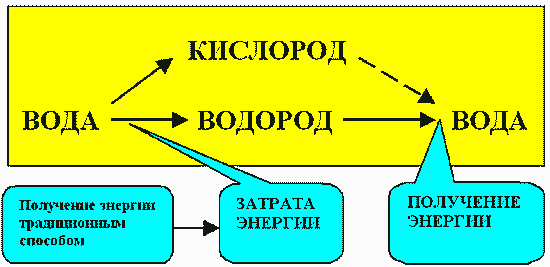 КИСЛОРОД
ВОДА ВОДОРОД ВОДА
Получение энергии
традиционным
способом
ЗАТРАТА
ЭНЕРГИИ
ПОЛУЧЕНИЕ
ЭНЕРГИИ